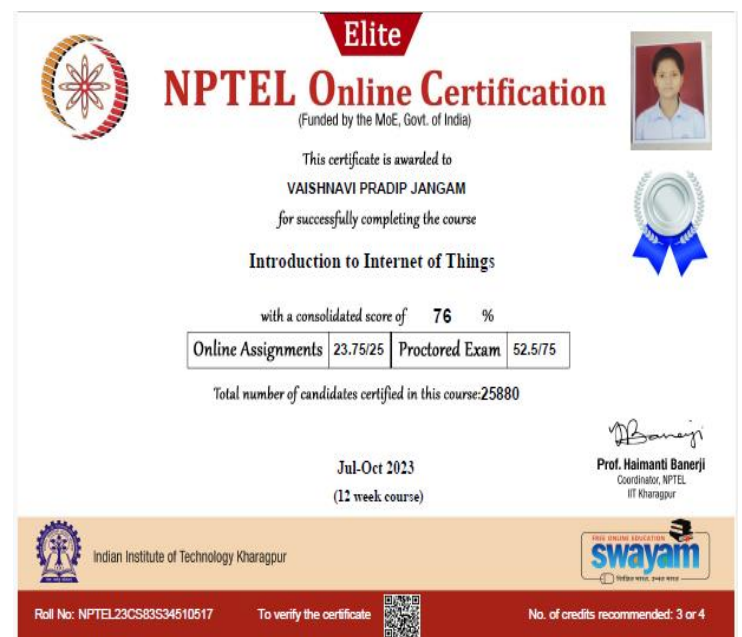 Elite
NPTEL Online Certification
(Funded by the MoE, Govt. of India)
This certificate is awarded to
VAISHNAVI PRADIP JANGAM
for successfully completing the course
Introduction to Internet of Things
with a consolidated score of 76 %
Online Assignments 23.75/25 Proctored Exam 52.5/75
Total number of candidates certified in this course:25880
Jul-Oct 2023
(12 week course)
Prof. Haimanti Banerji
Coordinator, NPTEL
IIT Kharagpur
Indian Institute of Technology Kharagpur
FREE ONLINE EDUCATION
swayam
Roll No: NPTEL23CS83S34510517 To verify the certificate No. of credits recommended: 3 or 4